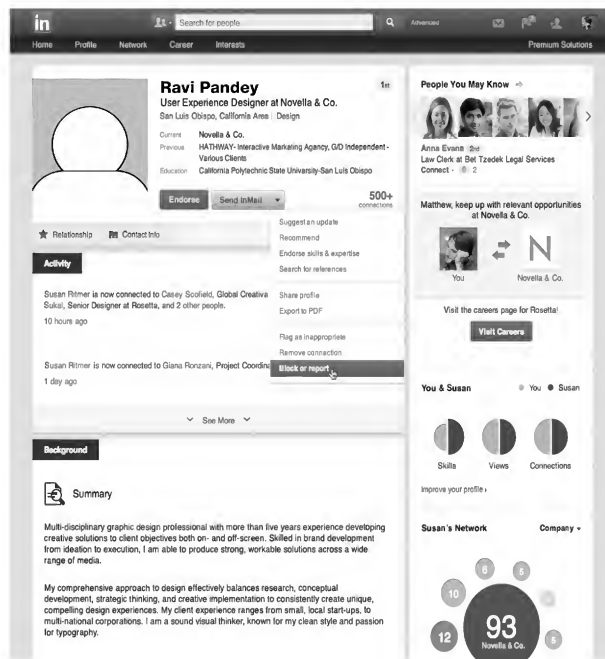 in
Search for people
Advanced
Home Profile Network Career Interests
Premium Solutions
Ravi Pandey
1st
User Experience Designer at Novella & Co.
San Luis Obispo, California Area | Design
Current Novella & Co.
Previous HATHWAY- Interactive Marketing Agency, G/D Independent -
Various Clients
Education California Polytechnic State University-San Luis Obispo
Endorse
Send InMail
500+
connections
Relationship
Contact Info
Suggest an update
Recommend
Endorse skills & expertise
Search for references
Share profile
Export to PDF
Flag as inappropriate
Remove connection
Block or report
Activity
Susan Ritmer is now connected to Casey Scofield, Global Creativa
Sukal, Senior Designer at Rosetta, and 2 other people.
10 hours ago
Susan Ritmer is now connected to Giana Ronzani, Project Coordina
1 day ago
See More
Background
Summary
Multi-disciplinary graphic design professional with more than five years experience developing
creative solutions to client objectives both on- and off-screen. Skilled in brand development
from ideation to execution, I am able to produce strong, workable solutions across a wide
range of media.
My comprehensive approach to design effectively balances research, conceptual
development, strategic thinking, and creative implementation to consistently create unique,
compelling design experiences. My client experience ranges from small, local start-ups, to
multi-national corporations. I am a sound visual thinker, known for my clean style and passion
for typography.
People You May Know
Anna Evans 2nd
Law Clerk at Bet Tzedek Legal Services
Connect - 2
Matthew, keep up with relevant opportunities
at Novella & Co.
N
You
Novella & Co.
Visit the careers page for Rosetta!
Visit Careers
You & Susan
You Susan
Skills Views Connections
Improve your profile ›
Susan's Network
Company
6
5
10
93
Novella & Co.
12
5